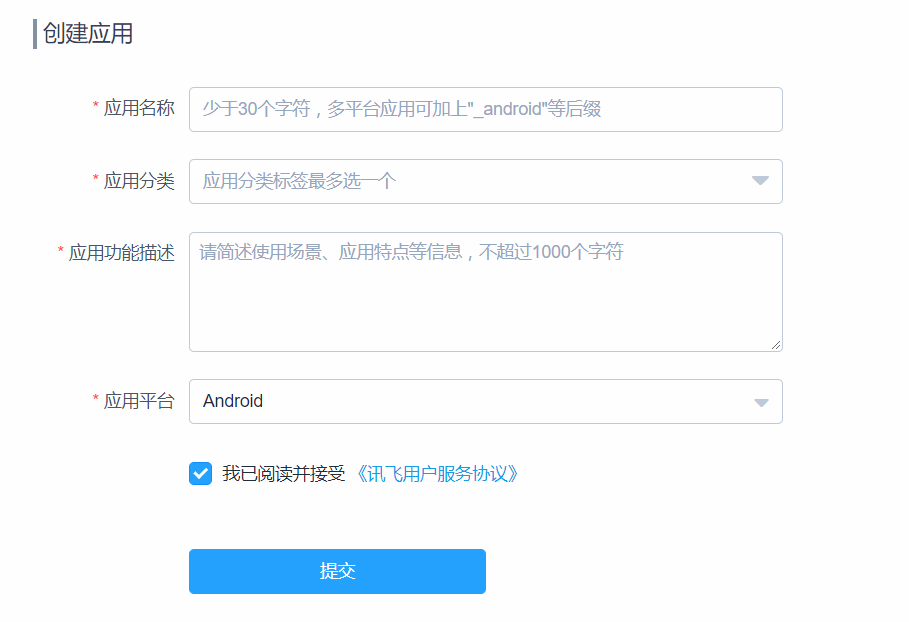 创建应用
* 应用名称 少于30个字符，多平台应用可加上"_android"等后缀
* 应用分类 应用分类标签最多选一个
* 应用功能描述 请简述使用场景、应用特点等信息，不超过1000个字符
* 应用平台 Android
我已阅读并接受《讯飞用户服务协议》
提交